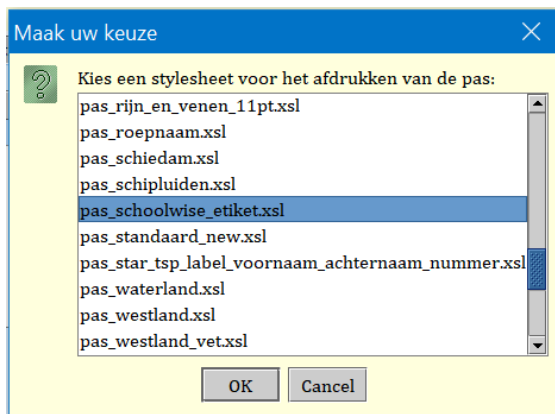 Maak uw keuze
Kies een stylesheet voor het afdrukken van de pas:
pas_rijn_en_venen_11pt.xsl
pas_roepnaam.xsl
pas_schiedam.xsl
pas_schipluiden.xsl
pas_schoolwise_etiket.xsl
pas_standaard_new.xsl
pas_star_tsp_label_voornaam_achternaam_nummer.xsl
pas_waterland.xsl
pas_westland.xsl
pas_westland_vet.xsl
OK Cancel